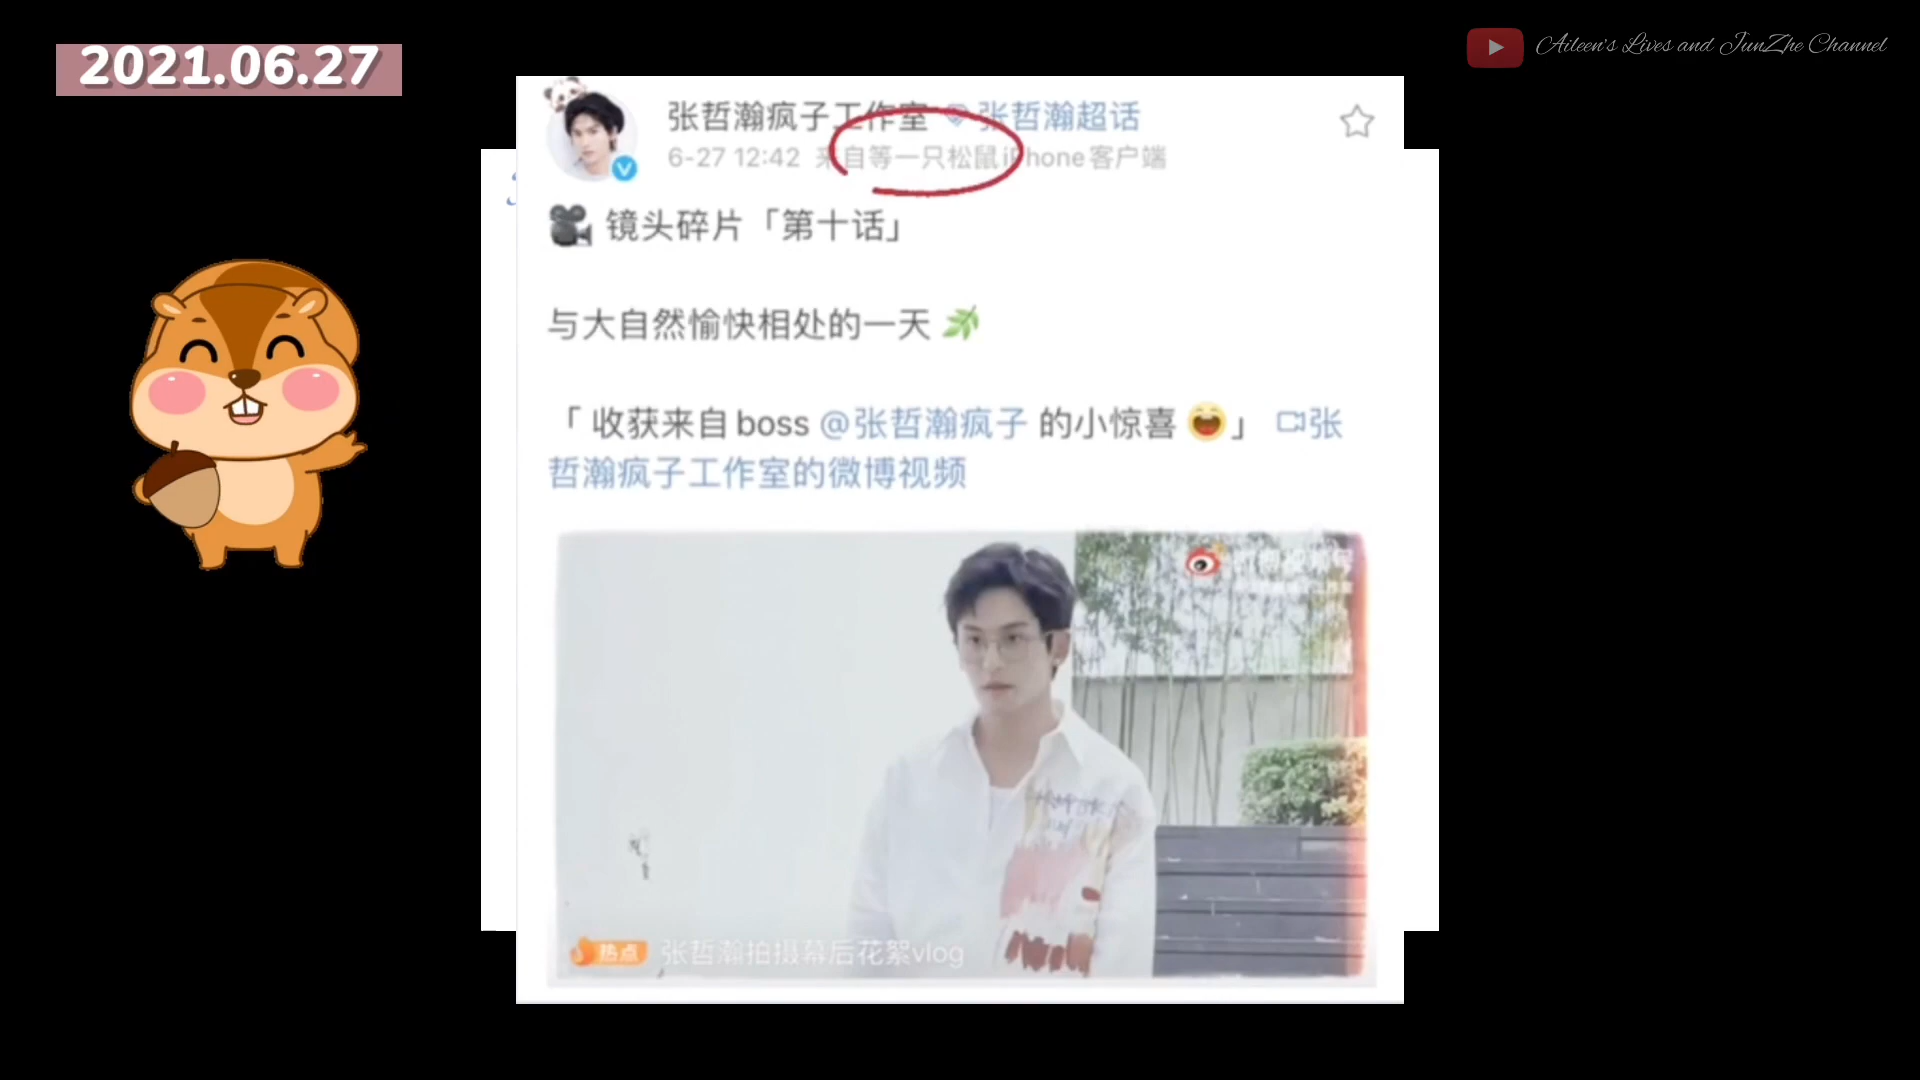 2021.06.27
Aileen's Lives and JunZhe Channel
张哲瀚疯子工作室 张哲瀚超话
6-27 12:42 来自等一只松鼠iPhone客户端
镜头碎片「第十话」
与大自然愉快相处的一天
「 收获来自boss @张哲瀚疯子 的小惊喜 」 张
哲瀚疯子工作室的微博视频
热点 张哲瀚拍摄幕后花絮vlog